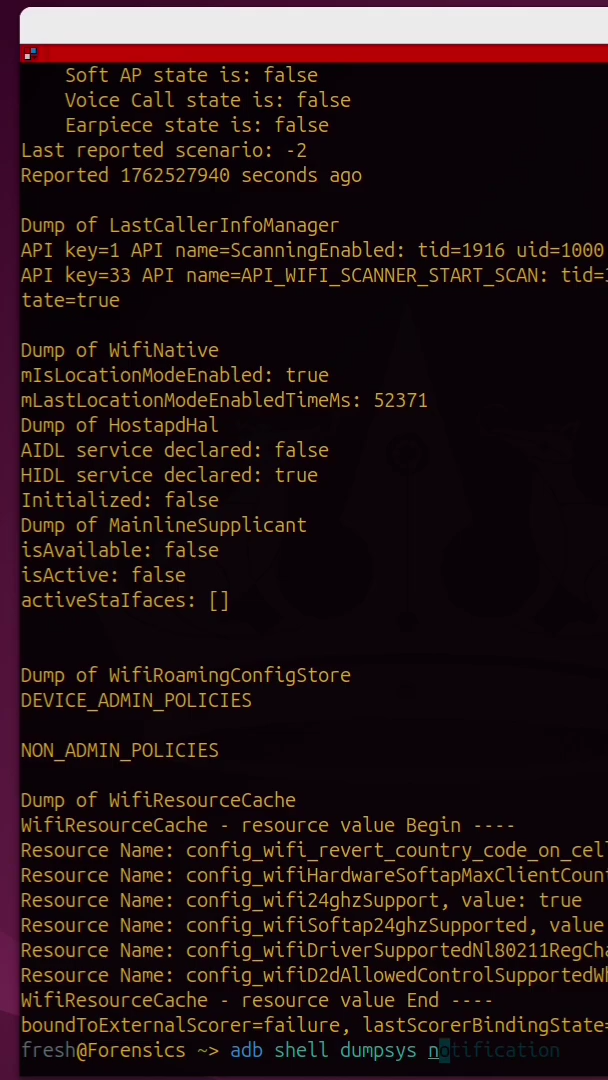 Soft AP state is: false
Voice Call state is: false
Earpiece state is: false
Last reported scenario: -2
Reported 1762527940 seconds ago
Dump of LastCallerInfoManager
API key=1 API name=ScanningEnabled: tid=1916 uid=1000
API key=33 API name=API_WIFI_SCANNER_START_SCAN: tid=
tate=true
Dump of WifiNative
mIsLocationModeEnabled: true
mLastLocationModeEnabledTimeMs: 52371
Dump of HostapdHal
AIDL service declared: false
HIDL service declared: true
Initialized: false
Dump of MainlineSupplicant
isAvailable: false
isActive: false
activeStaIfaces: []
Dump of WifiRoamingConfigStore
DEVICE_ADMIN_POLICIES
NON_ADMIN_POLICIES
Dump of WifiResourceCache
WifiResourceCache - resource value Begin ----
Resource Name: config_wifi_revert_country_code_on_cell
Resource Name: config_wifiHardwareSoftapMaxClientCount
Resource Name: config_wifi24ghzSupport, value: true
Resource Name: config_wifiSoftap24ghzSupported, value
Resource Name: config_wifiDriverSupportedNl80211RegCha
Resource Name: config_wifiD2dAllowedControlSupportedWh
WifiResourceCache - resource value End ----
boundToExternalScorer=failure, lastScorerBindingState=
fresh@Forensics ~> adb shell dumpsys notification